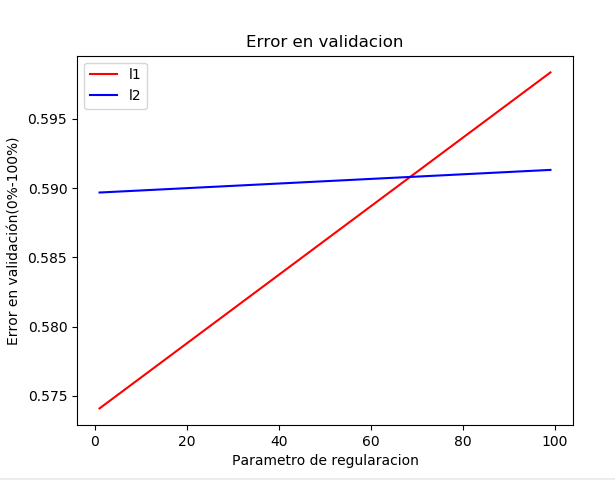 Error en validacion
l1
l2
Error en validación(0%-100%)
0.595
0.590
0.585
0.580
0.575
0 20 40 60 80 100
Parametro de regularacion